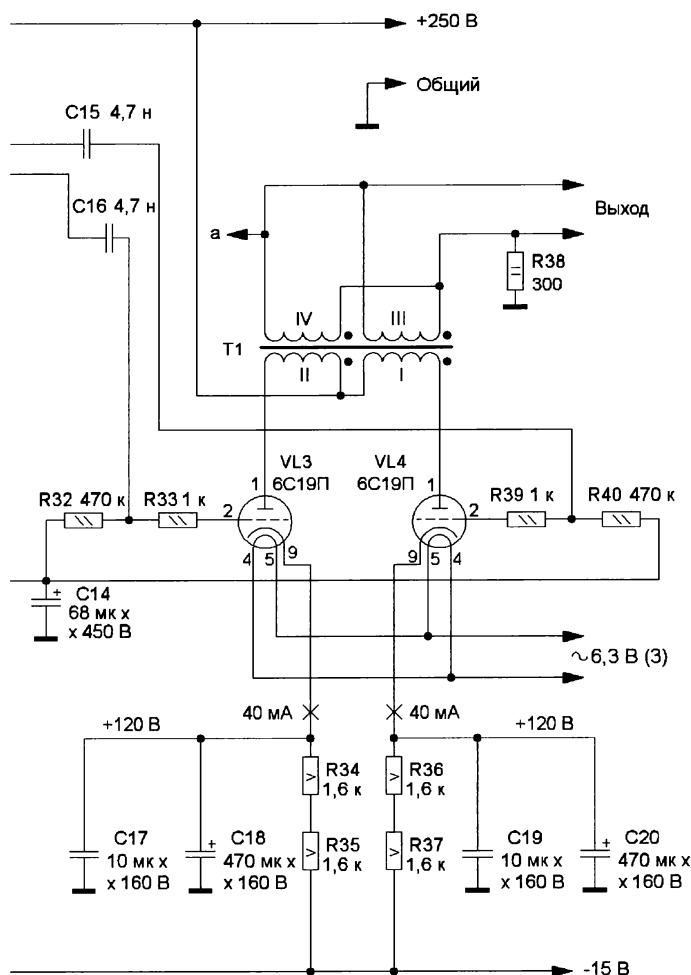 +250 В
Общий
C15 4,7 н
C16 4,7 н
Выход
a
R38
300
IV
III
T1
II
I
VL3
6С19П
VL4
6С19П
1
1
R32 470 к
R33 1 к
2
2
R39 1 к
R40 470 к
4
5
9
9
5
4
+
C14
68 мк х
х 450 В
~6,3 В (3)
40 мА
40 мА
+120 В
+120 В
R34
1,6 к
R36
1,6 к
C17
10 мк х
х 160 В
+
C18
470 мк х
х 160 В
R35
1,6 к
R37
1,6 к
C19
10 мк х
х 160 В
+
C20
470 мк х
х 160 В
-15 В